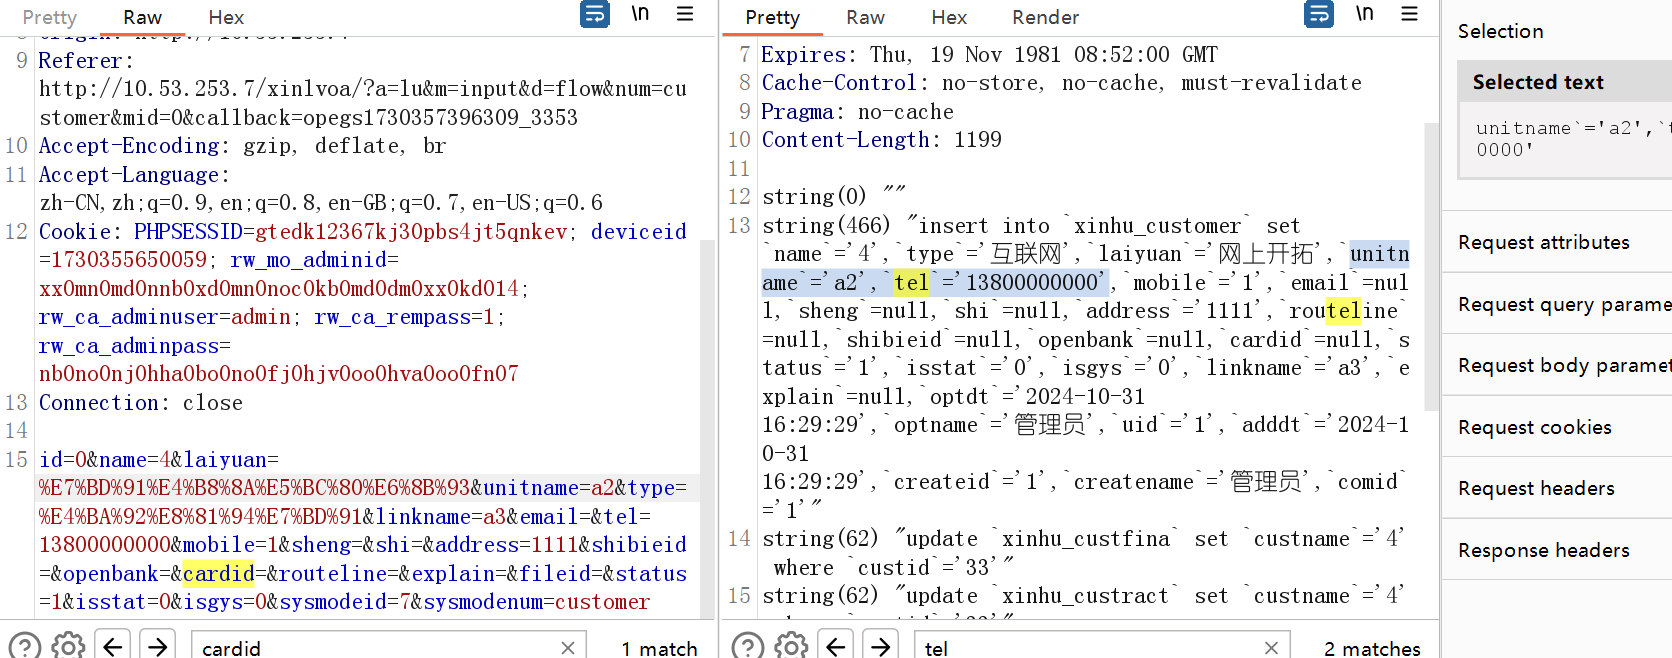 Pretty Raw Hex \n ≡
9 Referer:
http://10.53.253.7/xinlvoa/?a=lu&m=input&d=flow&num=cu
stomer&mid=0&callback=opegs1730357396309_3353
10 Accept-Encoding: gzip, deflate, br
11 Accept-Language:
zh-CN,zh;q=0.9,en;q=0.8,en-GB;q=0.7,en-US;q=0.6
12 Cookie: PHPSESSID=gtedk12367kj30pbs4jt5qnkev; deviceid
=1730355650059; rw_mo_adminid=
xx0mn0md0nnb0xd0mn0noc0kb0md0dm0xx0kd014;
rw_ca_adminuser=admin; rw_ca_rempass=1;
rw_ca_adminpass=
nb0no0nj0hha0bo0no0fj0hjv0oo0hva0oo0fn07
13 Connection: close
14
15 id=0&name=4&laiyuan=
%E7%BD%91%E4%B8%8A%E5%BC%80%E6%8B%93&unitname=a2&type=
%E4%BA%92%E8%81%94%E7%BD%91&linkname=a3&email=&tel=
13800000000&mobile=1&sheng=&shi=&address=1111&shibieid
=&openbank=&cardid=&routeline=&explain=&fileid=&status
=1&isstat=0&isgys=0&sysmodeid=7&sysmodenum=customer
cardid
1 match
Pretty Raw Hex Render \n ≡
7 Expires: Thu, 19 Nov 1981 08:52:00 GMT
8 Cache-Control: no-store, no-cache, must-revalidate
9 Pragma: no-cache
10 Content-Length: 1199
11
12 string(0) ""
13 string(466) "insert into `xinhu_customer` set
`name`='4',`type`='互联网',`laiyuan`='网上开拓',`unitn
ame`='a2',`tel`='13800000000',`mobile`='1',`email`=nul
l,`sheng`=null,`shi`=null,`address`='1111',`routeline`
=null,`shibieid`=null,`openbank`=null,`cardid`=null,`s
tatus`='1',`isstat`='0',`isgys`='0',`linkname`='a3',`e
xplain`=null,`optdt`='2024-10-31
16:29:29',`optname`='管理员',`uid`='1',`adddt`='2024-1
0-31
16:29:29',`createid`='1',`createname`='管理员',`comid`
='1'"
14 string(62) "update `xinhu_custfina` set `custname`='4'
where `custid`='33'"
15 string(62) "update `xinhu_custract` set `custname`='4'
tel
2 matches
Selection
Selected text
unitname`='a2',`t
0000'
Request attributes
Request query parame
Request body paramet
Request cookies
Request headers
Response headers